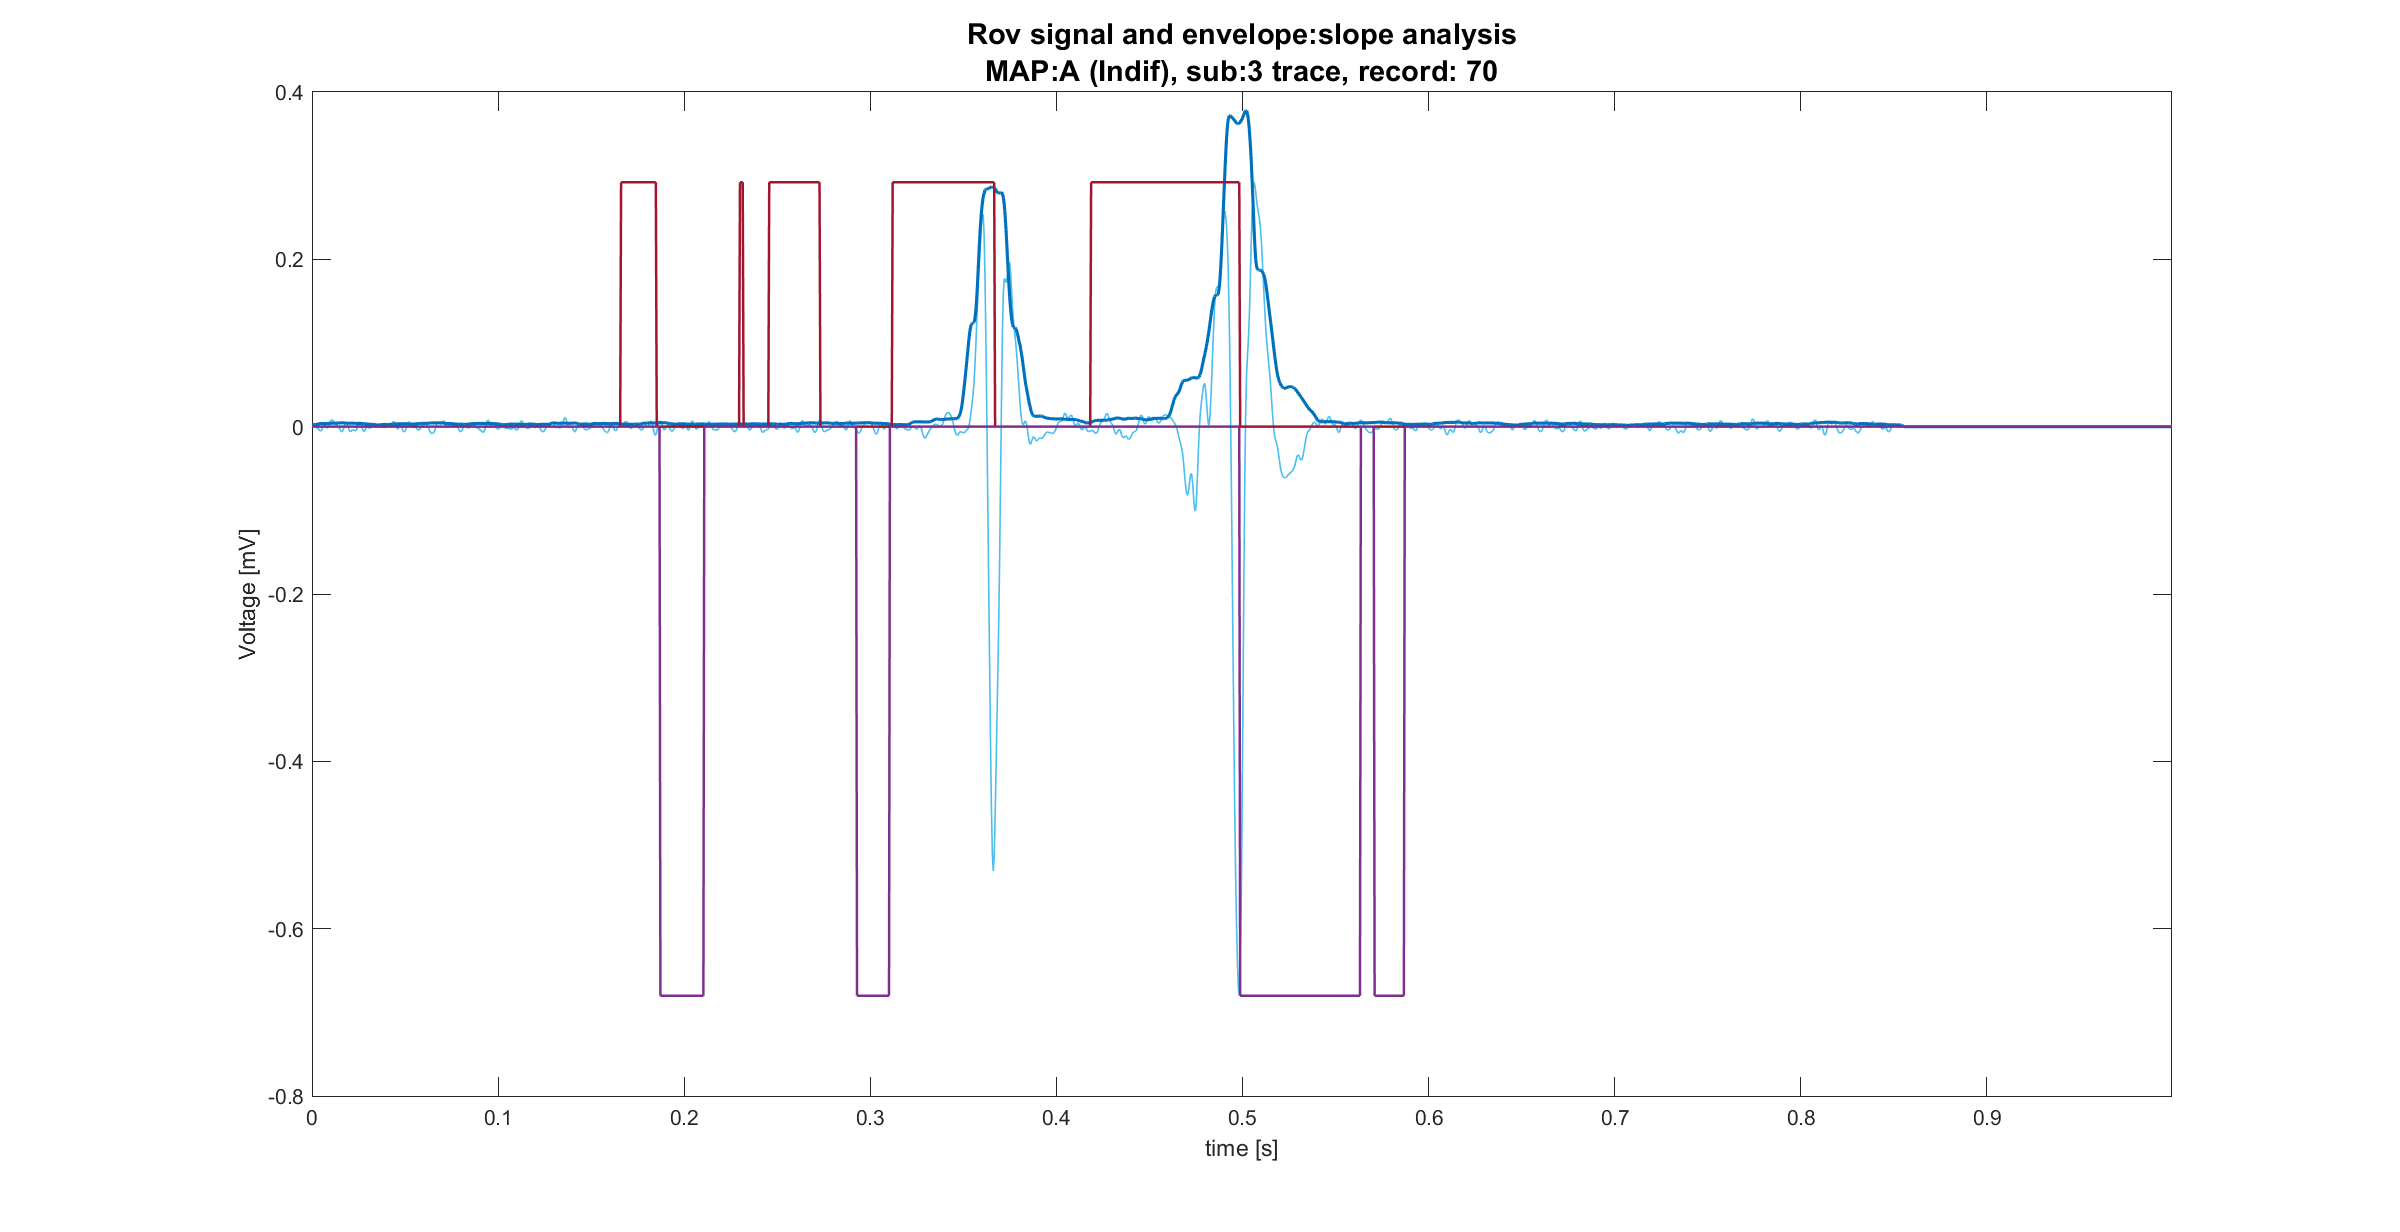 Rov signal and envelope:slope analysis
MAP:A (Indif), sub:3 trace, record: 70
0.4
0.2
0
-0.2
-0.4
-0.6
-0.8
Voltage [mV]
0 0.1 0.2 0.3 0.4 0.5 0.6 0.7 0.8 0.9
time [s]